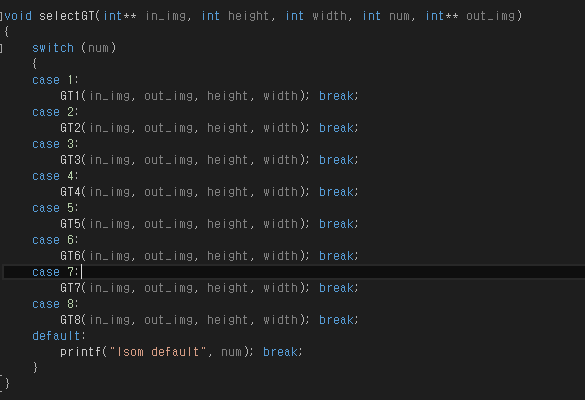 void selectGT(int** in_img, int height, int width, int num, int** out_img)
{
switch (num)
{
case 1:
GT1(in_img, out_img, height, width); break;
case 2:
GT2(in_img, out_img, height, width); break;
case 3:
GT3(in_img, out_img, height, width); break;
case 4:
GT4(in_img, out_img, height, width); break;
case 5:
GT5(in_img, out_img, height, width); break;
case 6:
GT6(in_img, out_img, height, width); break;
case 7:
GT7(in_img, out_img, height, width); break;
case 8:
GT8(in_img, out_img, height, width); break;
default:
printf("Isom default", num); break;
}
}